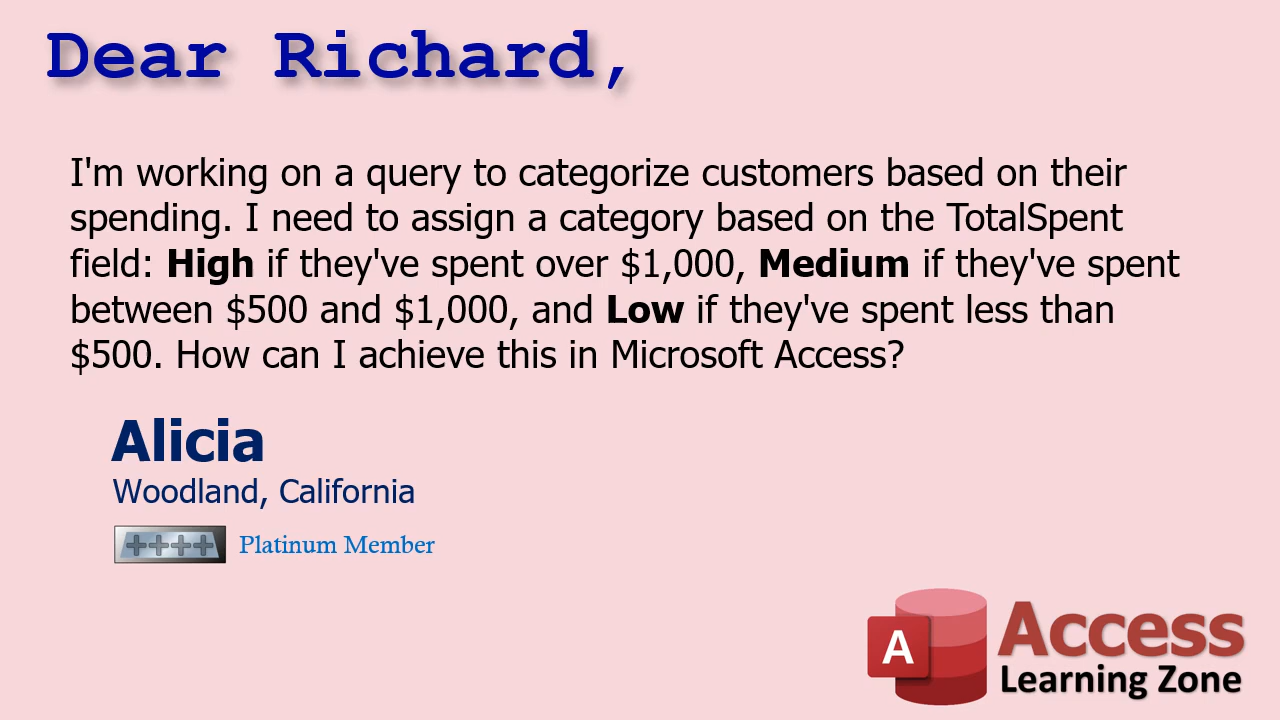 Dear Richard,
I'm working on a query to categorize customers based on their
spending. I need to assign a category based on the TotalSpent
field: High if they've spent over $1,000, Medium if they've spent
between $500 and $1,000, and Low if they've spent less than
$500. How can I achieve this in Microsoft Access?
Alicia
Woodland, California
++++ Platinum Member
A Access
Learning Zone